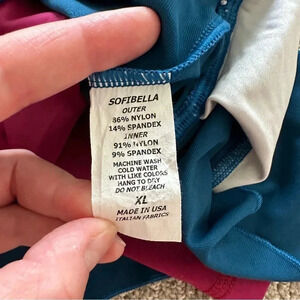 SOFIBELLA
OUTER
86% NYLON
14% SPANDEX
INNER
91% NYLON
9% SPANDEX
MACHINE WASH
COLD WATER
WITH LIKE COLORS
HANG TO DRY
DO NOT BLEACH
XL
MADE IN USA
ITALIAN FABRICS